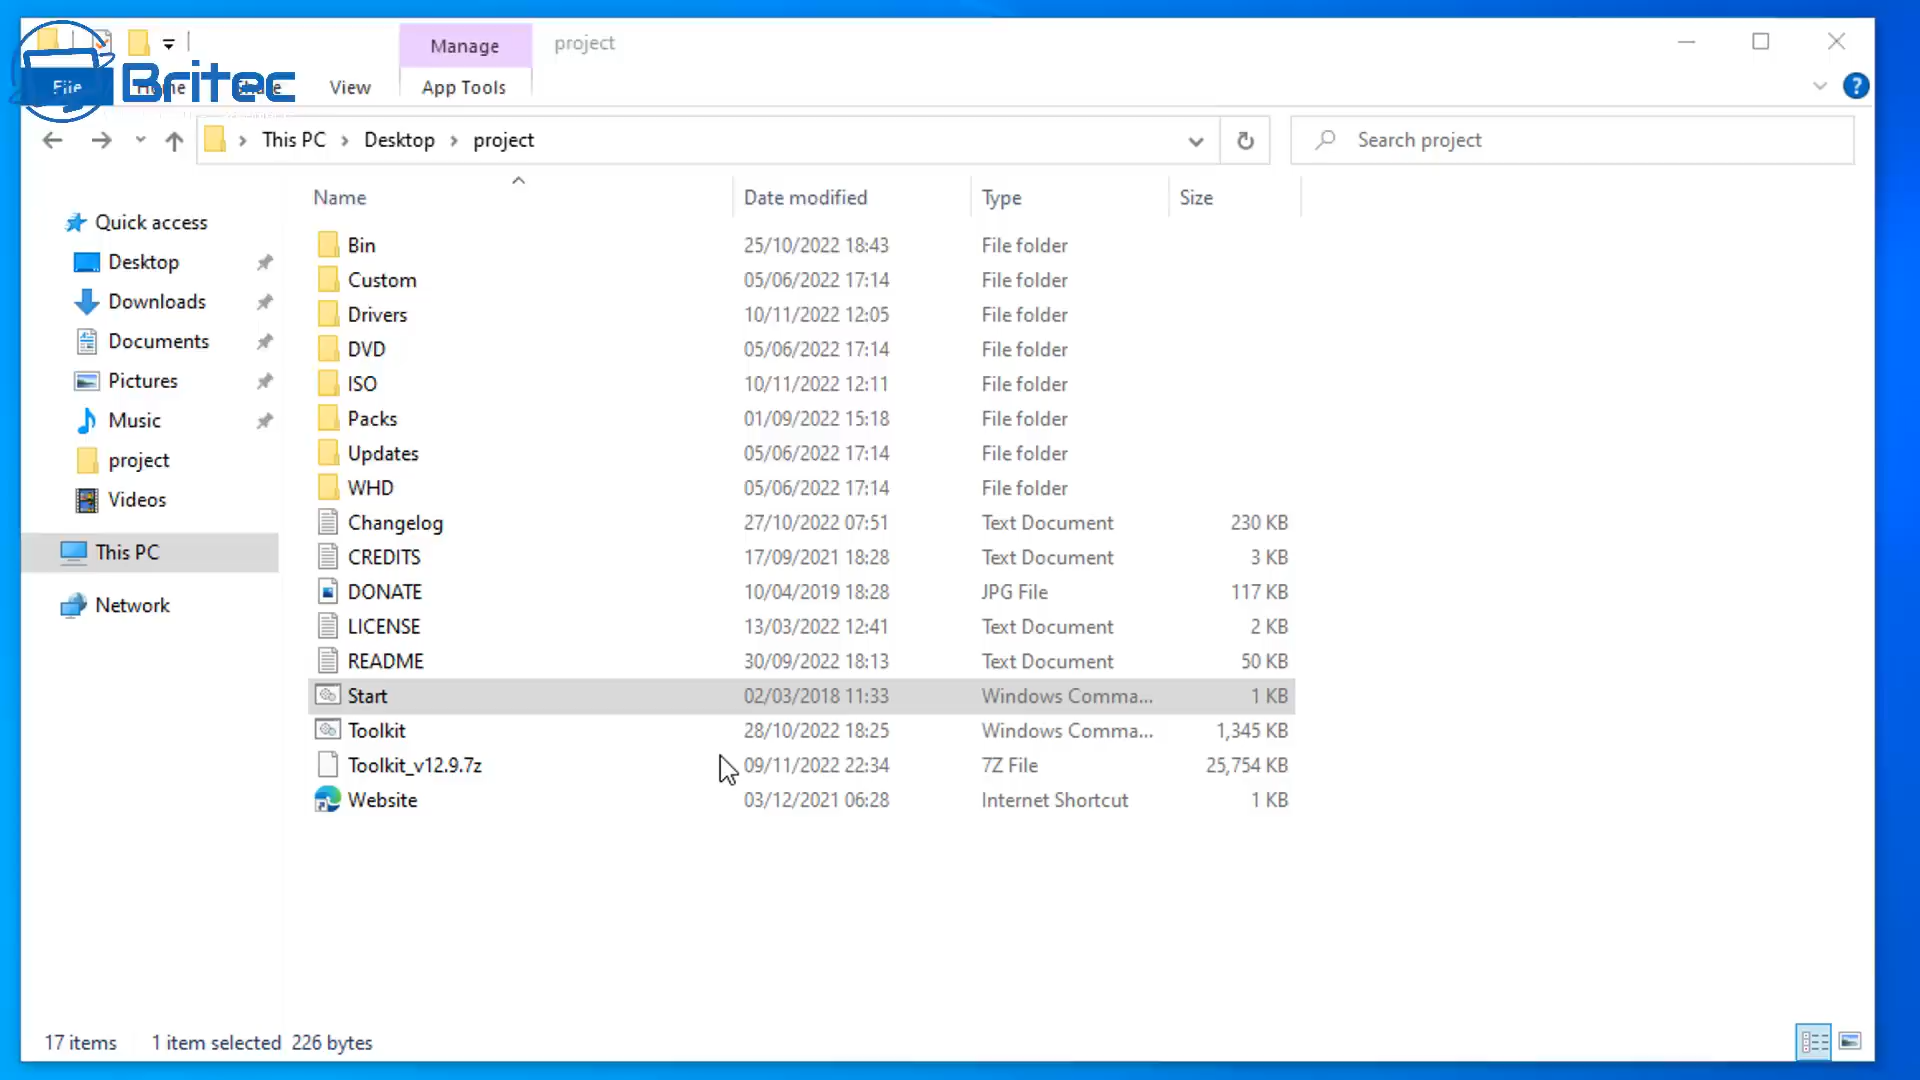 Manage
project
File
Home
Share
View
App Tools
Britec
This PC
Desktop
project
Search project
Name
Date modified
Type
Size
Quick access
Desktop
Downloads
Documents
Pictures
Music
project
Videos
This PC
Network
Bin 25/10/2022 18:43 File folder
Custom 05/06/2022 17:14 File folder
Drivers 10/11/2022 12:05 File folder
DVD 05/06/2022 17:14 File folder
ISO 10/11/2022 12:11 File folder
Packs 01/09/2022 15:18 File folder
Updates 05/06/2022 17:14 File folder
WHD 05/06/2022 17:14 File folder
Changelog 27/10/2022 07:51 Text Document 230 KB
CREDITS 17/09/2021 18:28 Text Document 3 KB
DONATE 10/04/2019 18:28 JPG File 117 KB
LICENSE 13/03/2022 12:41 Text Document 2 KB
README 30/09/2022 18:13 Text Document 50 KB
Start 02/03/2018 11:33 Windows Comma... 1 KB
Toolkit 28/10/2022 18:25 Windows Comma... 1,345 KB
Toolkit_v12.9.7z 09/11/2022 22:34 7Z File 25,754 KB
Website 03/12/2021 06:28 Internet Shortcut 1 KB
17 items
1 item selected 226 bytes